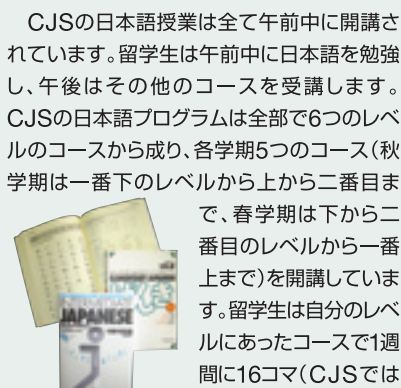 CJSの日本語授業は全て午前中に開講さ
れています。留学生は午前中に日本語を勉強
し、午後はその他のコースを受講します。
CJSの日本語プログラムは全部で6つのレベ
ルのコースから成り、各学期5つのコース（秋
学期は一番下のレベルから上から二番目ま
で、春学期は下から二
番目のレベルから一番
上まで）を開講していま
す。留学生は自分のレベ
ルにあったコースで1週
間に16コマ（CJSでは
JAPANESE